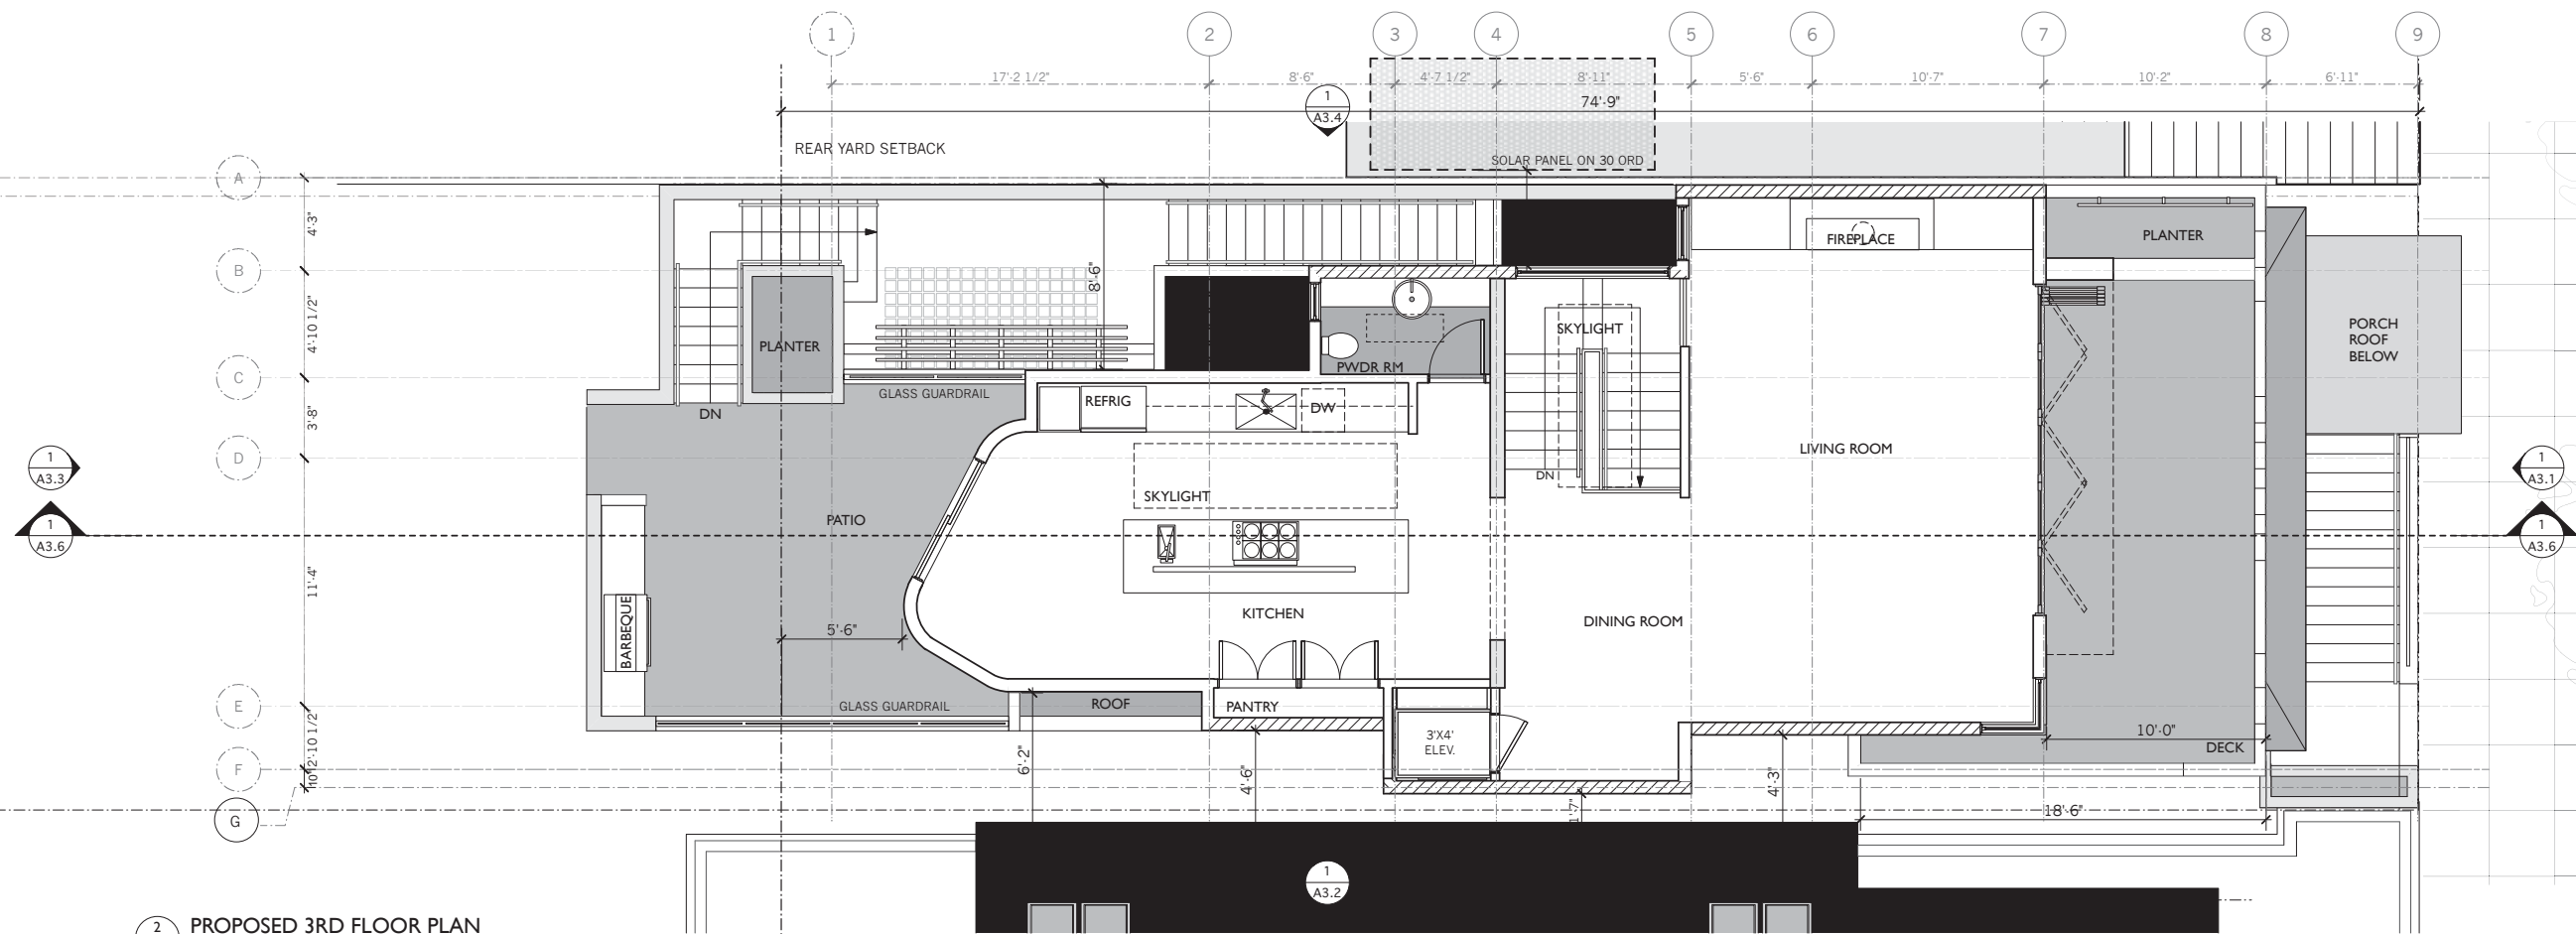 1
2
3
4
5
6
7
8
9
17'-2 1/2"
8'-6"
4'-7 1/2"
8'-11"
5'-6"
10'-7"
10'-2"
6'-11"
74'-9"
1
A3.4
REAR YARD SETBACK
SOLAR PANEL ON 30 ORD
A
B
C
D
E
F
G
4'-3"
4'-10 1/2"
3'-8"
11'-4"
2'-10 1/2"
10"
8'-6"
FIREPLACE
PLANTER
PLANTER
SKYLIGHT
PORCH
ROOF
BELOW
PWDR RM
GLASS GUARDRAIL
REFRIG
DW
DN
LIVING ROOM
1
A3.3
1
A3.1
DN
SKYLIGHT
PATIO
1
A3.6
1
A3.6
BARBEQUE
KITCHEN
DINING ROOM
5'-6"
GLASS GUARDRAIL
ROOF
PANTRY
3'X4'
ELEV.
10'-0"
DECK
6'-2"
4'-6"
1'-7"
4'-3"
18'-6"
1
A3.2
2
PROPOSED 3RD FLOOR PLAN